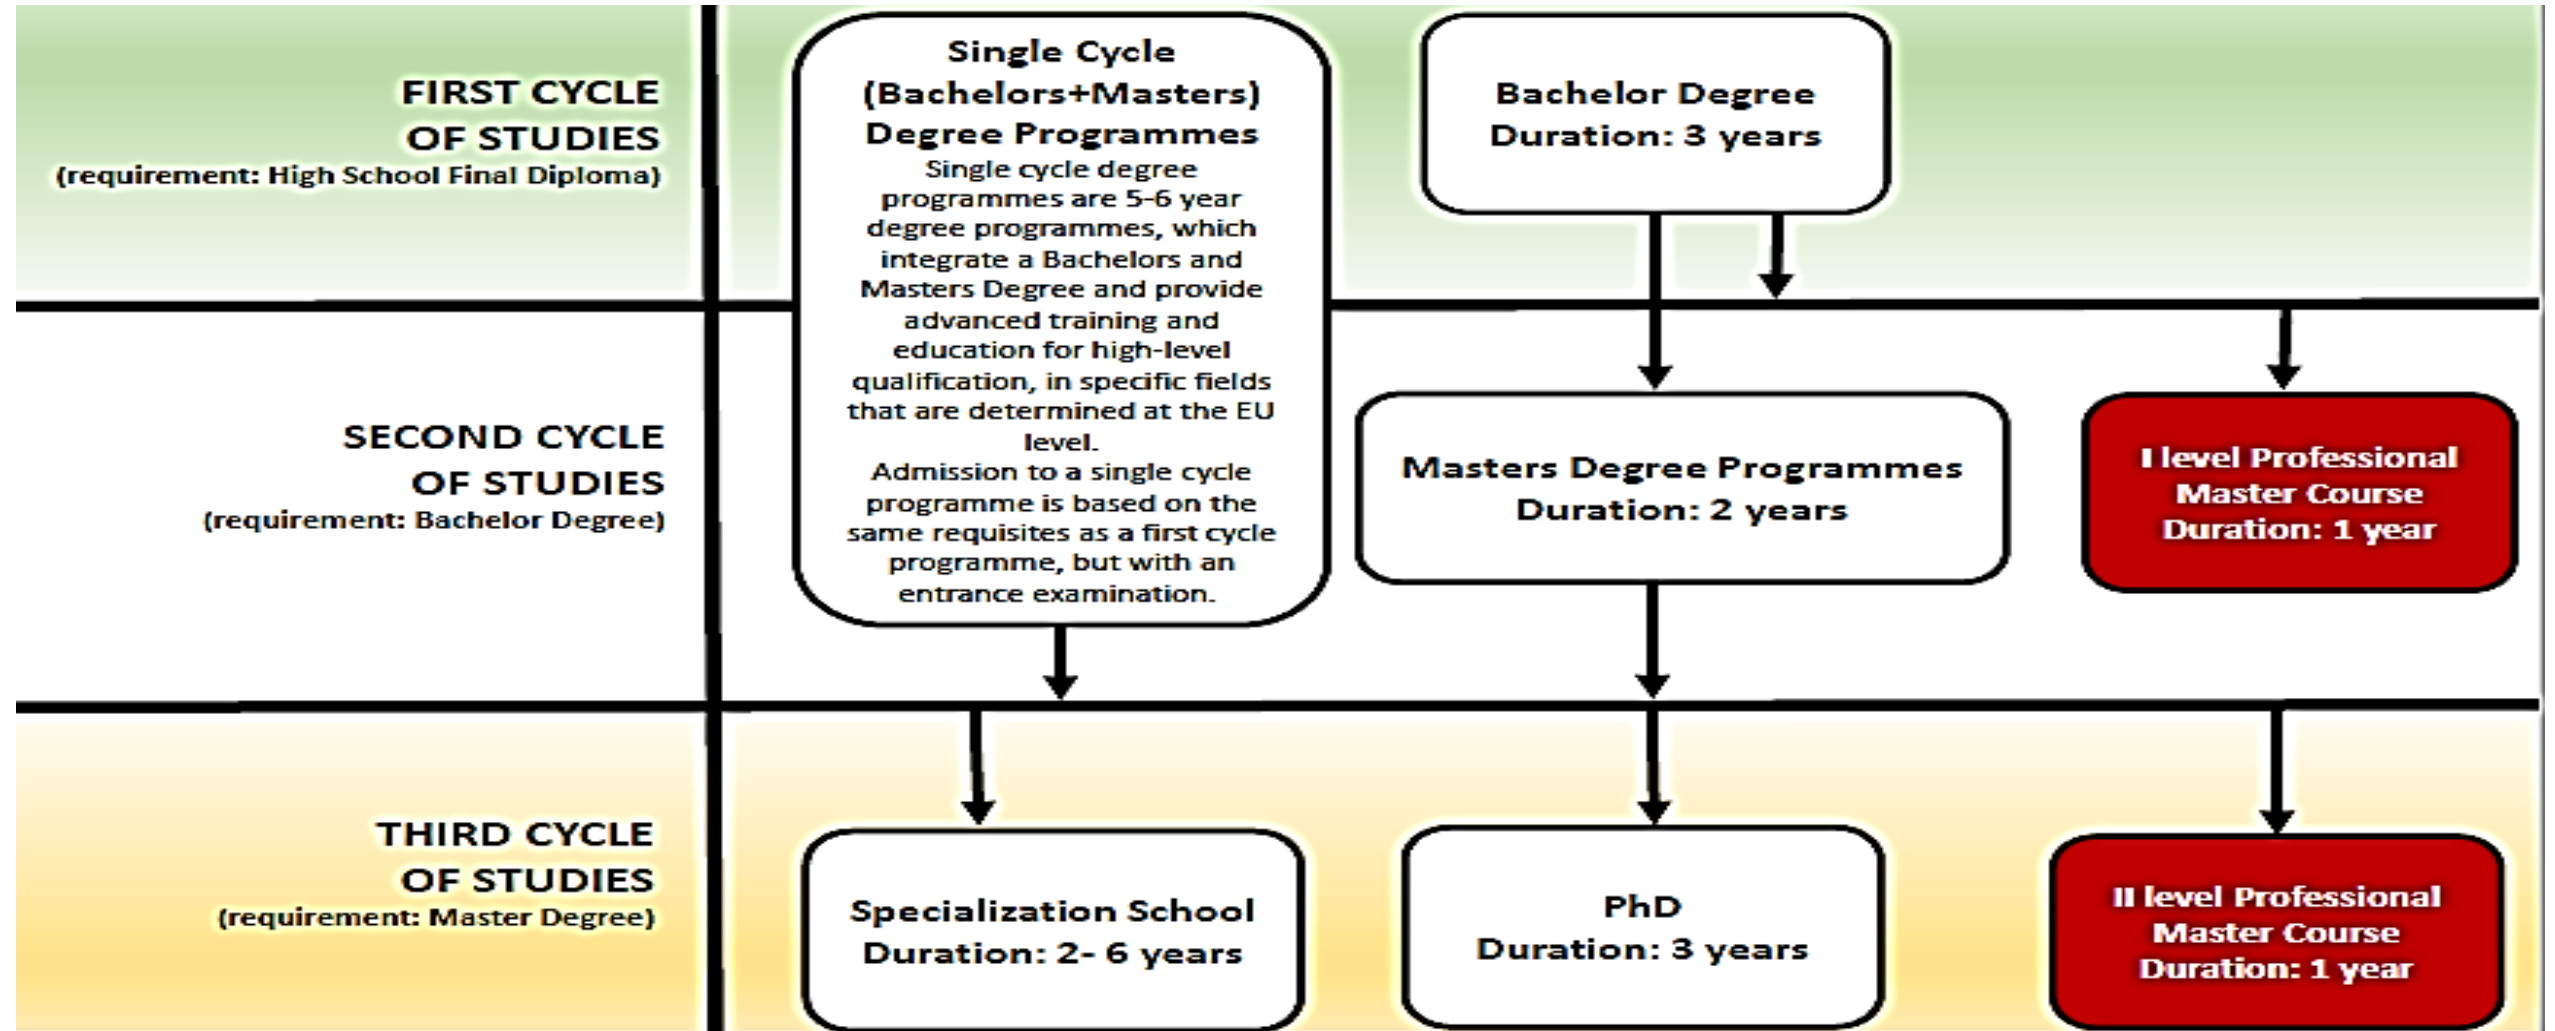 FIRST CYCLE
OF STUDIES
(requirement: High School Final Diploma)
Single Cycle
(Bachelors+Masters)
Degree Programmes
Single cycle degree
programmes are 5-6 year
degree programmes, which
integrate a Bachelors and
Masters Degree and provide
advanced training and
education for high-level
qualification, in specific fields
that are determined at the EU
level.
Admission to a single cycle
programme is based on the
same requisites as a first cycle
programme, but with an
entrance examination.
Bachelor Degree
Duration: 3 years
SECOND CYCLE
OF STUDIES
(requirement: Bachelor Degree)
Masters Degree Programmes
Duration: 2 years
I level Professional
Master Course
Duration: 1 year
THIRD CYCLE
OF STUDIES
(requirement: Master Degree)
Specialization School
Duration: 2- 6 years
PhD
Duration: 3 years
II level Professional
Master Course
Duration: 1 year